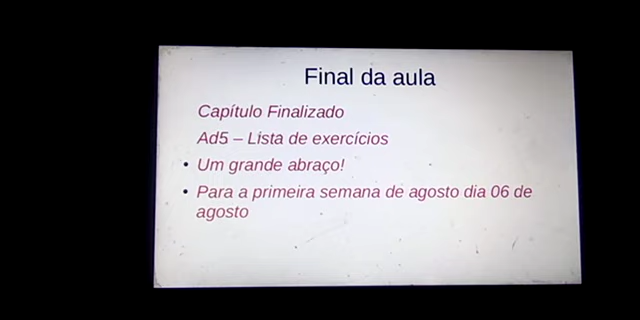 Final da aula
Capítulo Finalizado
Ad5 – Lista de exercícios
• Um grande abraço!
• Para a primeira semana de agosto dia 06 de
agosto